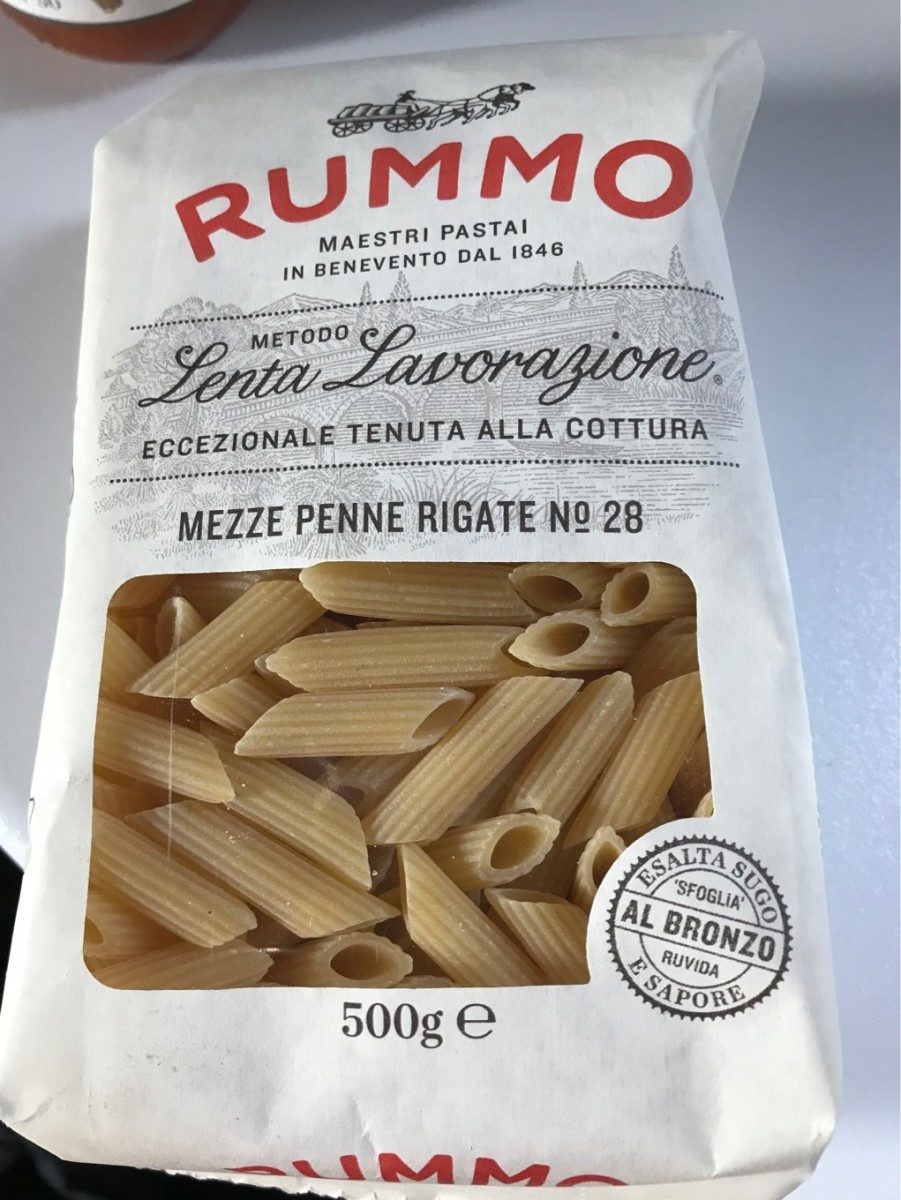 RUMMO
MAESTRI PASTAI
IN BENEVENTO DAL 1846
METODO
Lenta Lavorazione®
ECCEZIONALE TENUTA ALLA COTTURA
MEZZE PENNE RIGATE Nº 28
ESALTA SUGO
'SFOGLIA'
AL BRONZO
RUVIDA
E SAPORE
500g ℮
RUMMO